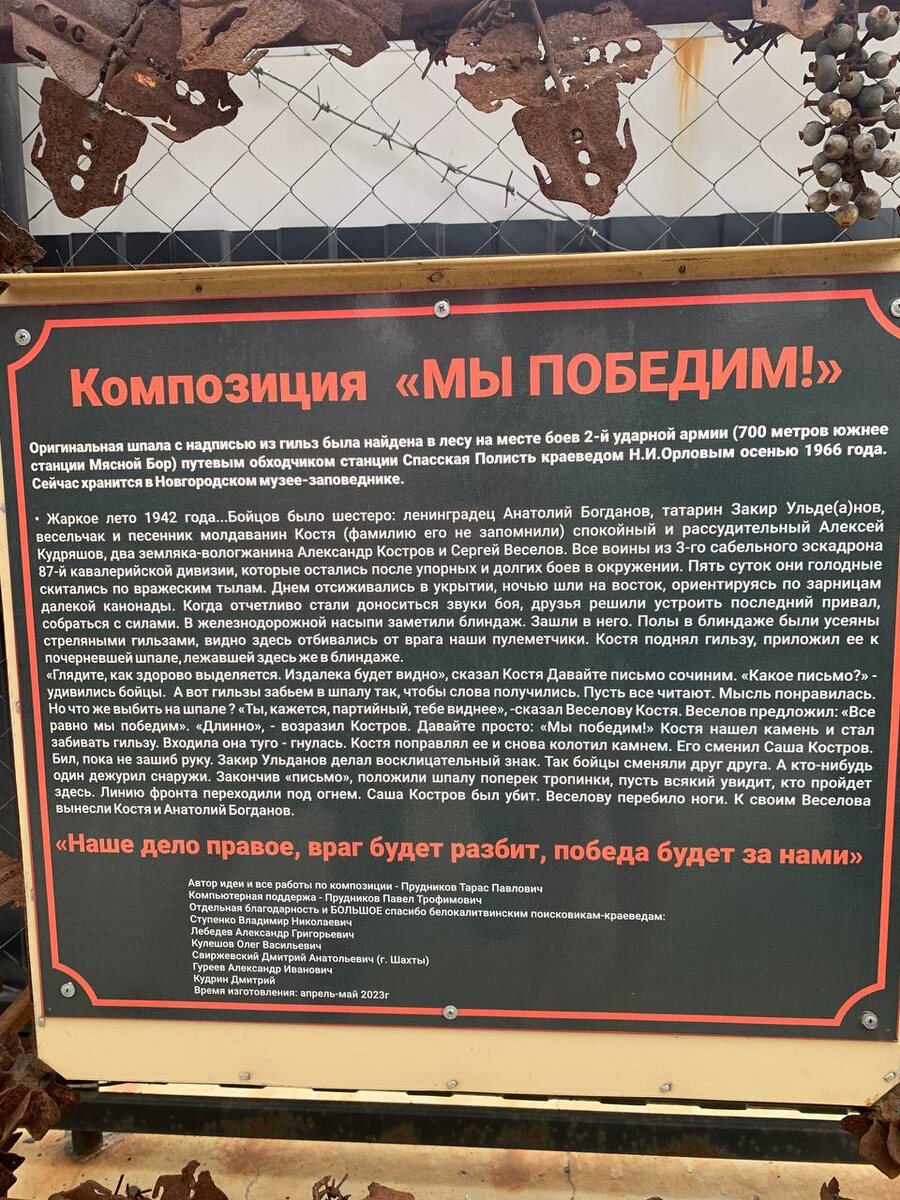 Композиция «МЫ ПОБЕДИМ!»
Оригинальная шпала с надписью из гильз была найдена в лесу на месте боев 2-й ударной армии (700 метров южнее
станции Мясной Бор) путевым обходчиком станции Спасская Полисть краеведом Н.И.Орловым осенью 1966 года.
Сейчас хранится в Новгородском музее-заповеднике.
• Жаркое лето 1942 года...Бойцов было шестеро: ленинградец Анатолий Богданов, татарин Закир Ульде(а)нов,
весельчак и песенник молдаванин Костя (фамилию его не запомнили) спокойный и рассудительный Алексей
Кудряшов, два земляка-вологжанина Александр Костров и Сергей Веселов. Все воины из 3-го сабельного эскадрона
87-й кавалерийской дивизии, которые остались после упорных и долгих боев в окружении. Пять суток они голодные
скитались по вражеским тылам. Днем отсиживались в укрытии, ночью шли на восток, ориентируясь по зарницам
далекой канонады. Когда отчетливо стали доноситься звуки боя, друзья решили устроить последний привал,
собраться с силами. В железнодорожной насыпи заметили блиндаж. Зашли в него. Полы в блиндаже были усеяны
стреляными гильзами, видно здесь отбивались от врага наши пулеметчики. Костя поднял гильзу, приложил ее к
почерневшей шпале, лежавшей здесь же в блиндаже.
«Глядите, как здорово выделяется. Издалека будет видно», сказал Костя Давайте письмо сочиним. «Какое письмо?» -
удивились бойцы. А вот гильзы забьем в шпалу так, чтобы слова получились. Пусть все читают. Мысль понравилась.
Но что же выбить на шпале ? «Ты, кажется, партийный, тебе виднее», -сказал Веселову Костя. Веселов предложил: «Все
равно мы победим». «Длинно», - возразил Костров. Давайте просто: «Мы победим!» Костя нашел камень и стал
забивать гильзу. Входила она туго - гнулась. Костя поправлял ее и снова колотил камнем. Его сменил Саша Костров.
Бил, пока не зашиб руку. Закир Ульданов делал восклицательный знак. Так бойцы сменяли друг друга. А кто-нибудь
один дежурил снаружи. Закончив «письмо», положили шпалу поперек тропинки, пусть всякий увидит, кто пройдет
здесь. Линию фронта переходили под огнем. Саша Костров был убит. Веселову перебило ноги. К своим Веселова
вынесли Костя и Анатолий Богданов.
«Наше дело правое, враг будет разбит, победа будет за нами»
Автор идеи и все работы по композиции - Прудников Тарас Павлович
Компьютерная поддержка - Прудников Павел Трофимович
Отдельная благодарность и БОЛЬШОЕ спасибо белокалитвинским поисковикам-краеведам:
Ступенко Владимир Николаевич
Лебедев Александр Григорьевич
Кулешов Олег Васильевич
Свиржевский Дмитрий Анатольевич (г. Шахты)
Гуреев Александр Иванович
Кудрин Дмитрий
Время изготовления: апрель-май 2023г